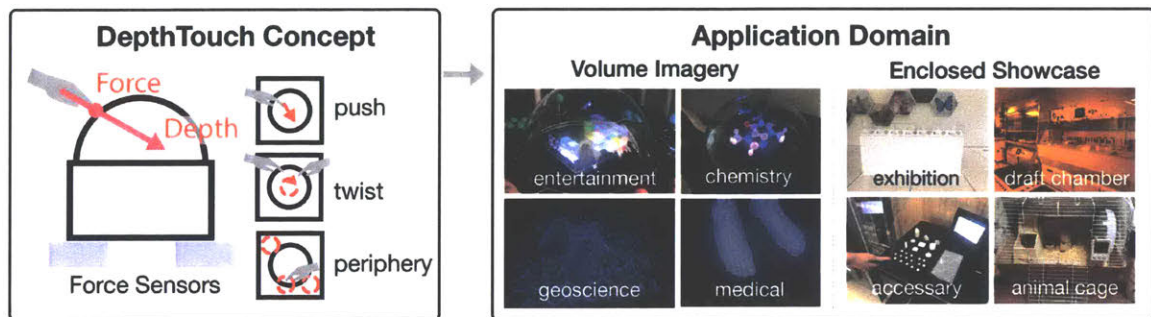 DepthTouch Concept
Force
Depth
Force Sensors
push
twist
periphery
Application Domain
Volume Imagery
Enclosed Showcase
entertainment
chemistry
exhibition
draft chamber
geoscience
medical
accessary
animal cage